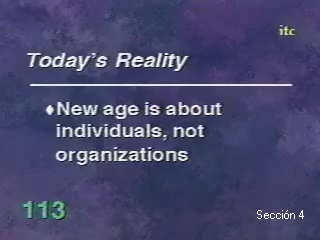 itc
Today's Reality
♦New age is about
individuals, not
organizations
113
Sección 4